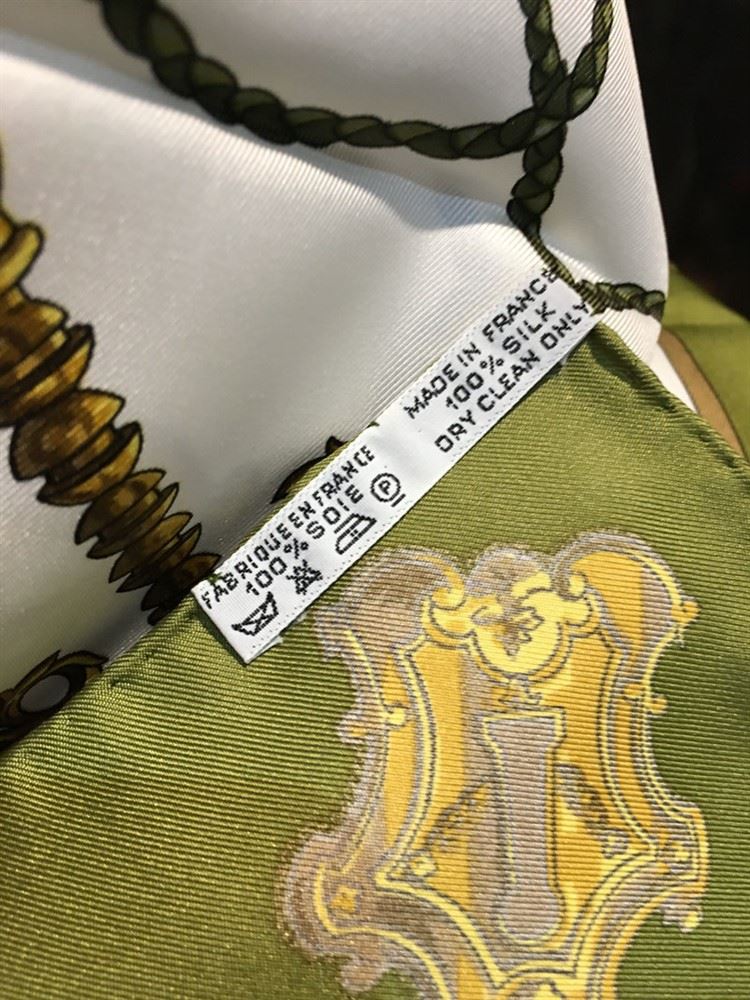 FABRIQUE EN FRANCE
100% SOIE
P
MADE IN FRANCE
100% SILK
DRY CLEAN ONLY